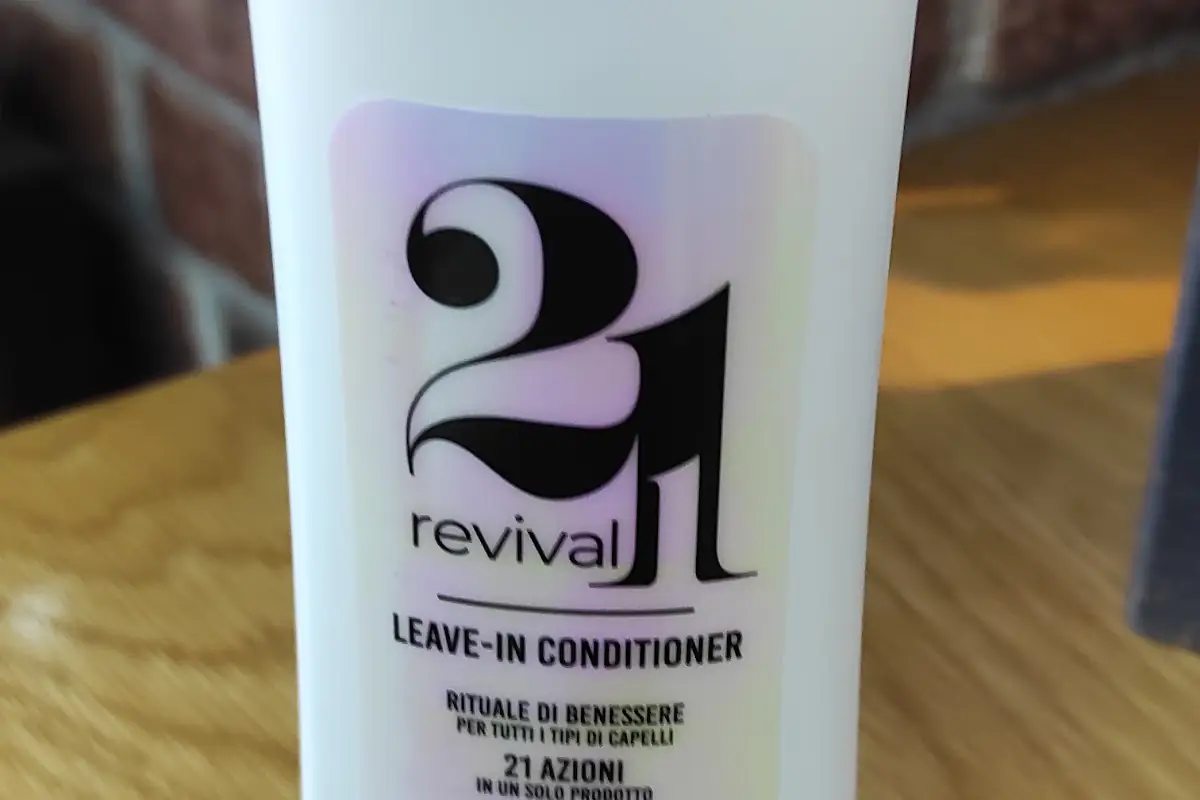 21
revival
LEAVE-IN CONDITIONER
RITUALE DI BENESSERE
PER TUTTI I TIPI DI CAPELLI
21 AZIONI
IN UN SOLO PRODOTTO